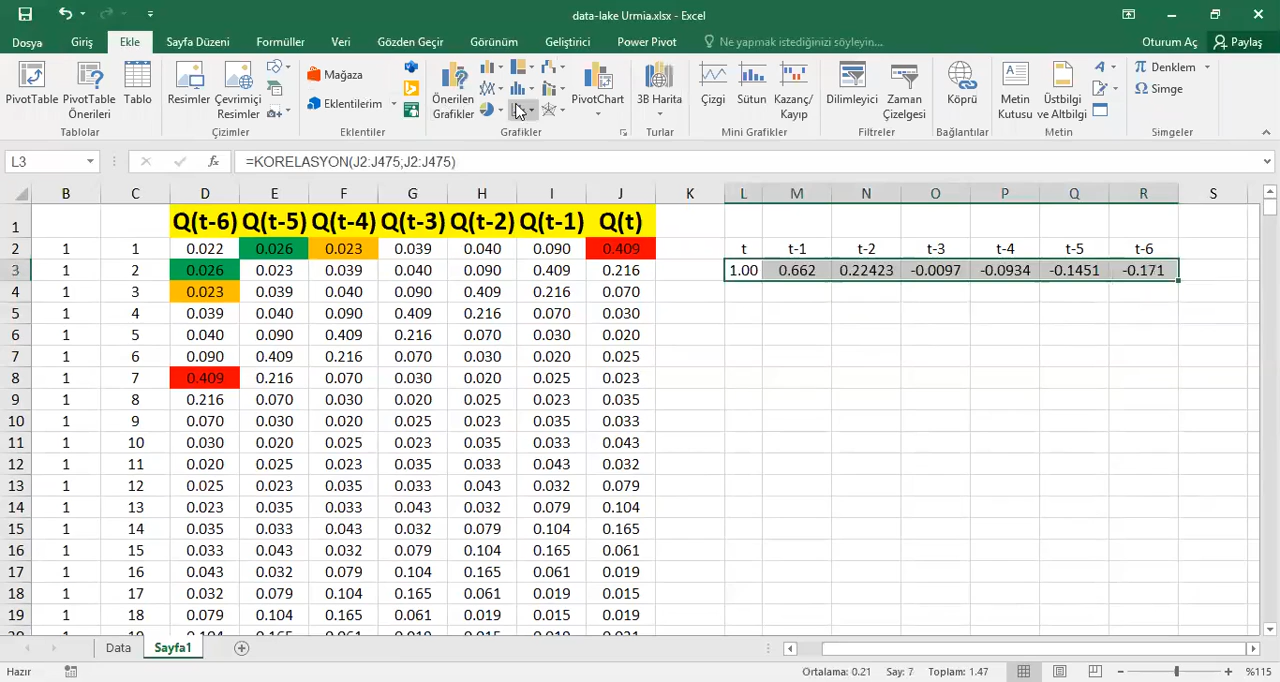 data-lake Urmia.xlsx - Excel
Dosya Giriş Ekle Sayfa Düzeni Formüller Veri Gözden Geçir Görünüm Geliştirici Power Pivot Ne yapmak istediğinizi söyleyin... Oturum Aç Paylaş
PivotTable
PivotTable Önerileri
Tablo
Tablolar
Resimler
Çevrimiçi Resimler
Çizimler
Mağaza
Eklentilerim
Eklentiler
Önerilen Grafikler
PivotChart
Grafikler
3B Harita
Turlar
Çizgi
Sütun
Kazanç/ Kayıp
Mini Grafikler
Dilimleyici
Zaman Çizelgesi
Filtreler
Köprü
Bağlantılar
Metin Kutusu
Üstbilgi ve Altbilgi
Metin
π Denklem
Ω Simge
Simgeler
L3 fx =KORELASYON(J2:J475;J2:J475)
B C D E F G H I J K L M N O P Q R S
1 Q(t-6) Q(t-5) Q(t-4) Q(t-3) Q(t-2) Q(t-1) Q(t)
2 1 1 0.022 0.026 0.023 0.039 0.040 0.090 0.409 t t-1 t-2 t-3 t-4 t-5 t-6
3 1 2 0.026 0.023 0.039 0.040 0.090 0.409 0.216 1.00 0.662 0.22423 -0.0097 -0.0934 -0.1451 -0.171
4 1 3 0.023 0.039 0.040 0.090 0.409 0.216 0.070
5 1 4 0.039 0.040 0.090 0.409 0.216 0.070 0.030
6 1 5 0.040 0.090 0.409 0.216 0.070 0.030 0.020
7 1 6 0.090 0.409 0.216 0.070 0.030 0.020 0.025
8 1 7 0.409 0.216 0.070 0.030 0.020 0.025 0.023
9 1 8 0.216 0.070 0.030 0.020 0.025 0.023 0.035
10 1 9 0.070 0.030 0.020 0.025 0.023 0.035 0.033
11 1 10 0.030 0.020 0.025 0.023 0.035 0.033 0.043
12 1 11 0.020 0.025 0.023 0.035 0.033 0.043 0.032
13 1 12 0.025 0.023 0.035 0.033 0.043 0.032 0.079
14 1 13 0.023 0.035 0.033 0.043 0.032 0.079 0.104
15 1 14 0.035 0.033 0.043 0.032 0.079 0.104 0.165
16 1 15 0.033 0.043 0.032 0.079 0.104 0.165 0.061
17 1 16 0.043 0.032 0.079 0.104 0.165 0.061 0.019
18 1 17 0.032 0.079 0.104 0.165 0.061 0.019 0.015
19 1 18 0.079 0.104 0.165 0.061 0.019 0.015 0.019
Data Sayfa1
Hazır Ortalama: 0.21 Say: 7 Toplam: 1.47 %115